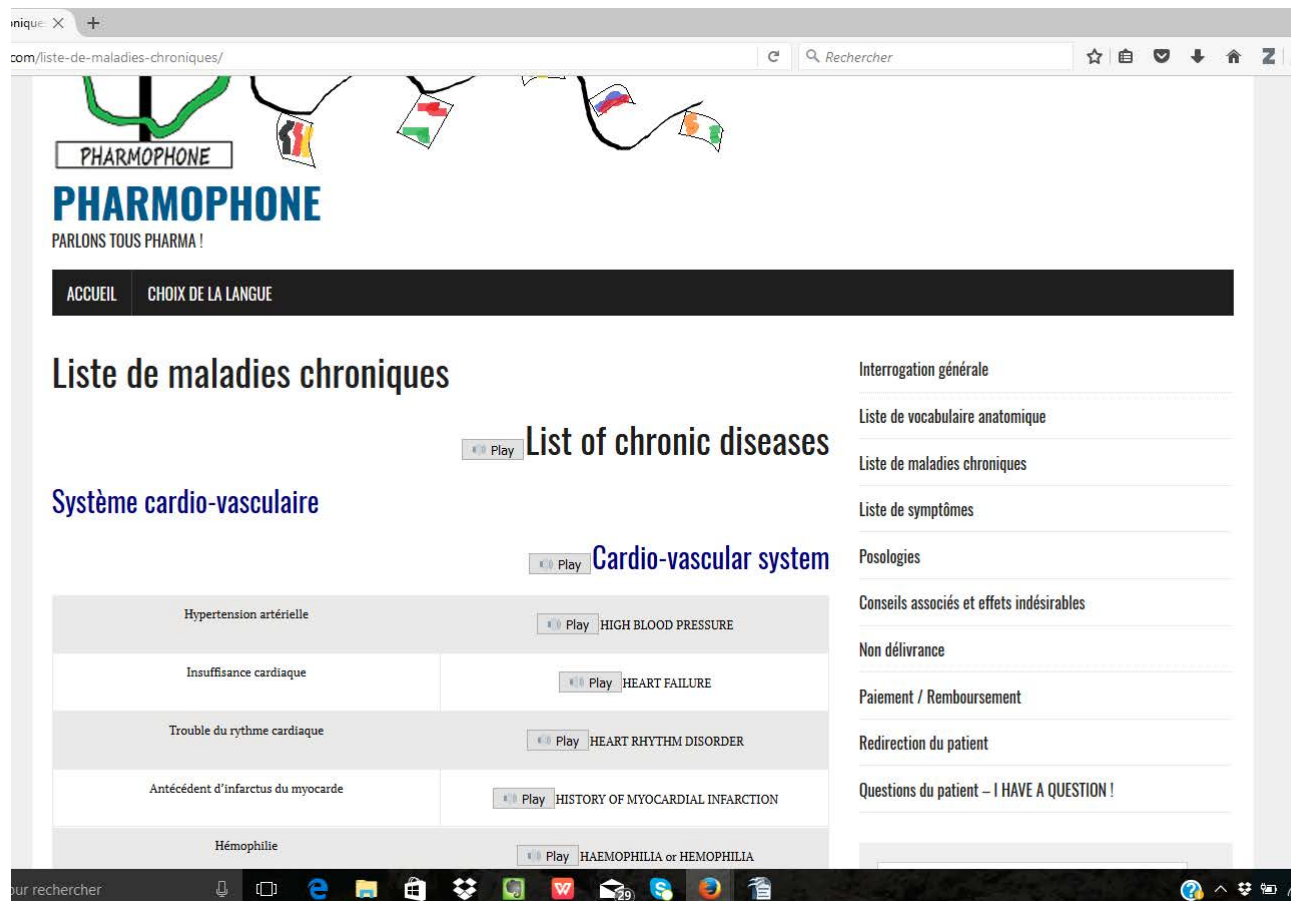 onique
com/liste-de-maladies-chroniques/
Rechercher
PHARMOPHONE
PHARMOPHONE
PARLONS TOUS PHARMA !
ACCUEIL CHOIX DE LA LANGUE
Liste de maladies chroniques
Play List of chronic diseases
Système cardio-vasculaire
Play Cardio-vascular system
Hypertension artérielle Play HIGH BLOOD PRESSURE
Insuffisance cardiaque Play HEART FAILURE
Trouble du rythme cardiaque Play HEART RHYTHM DISORDER
Antécédent d'infarctus du myocarde Play HISTORY OF MYOCARDIAL INFARCTION
Hémophilie Play HAEMOPHILIA or HEMOPHILIA
Interrogation générale
Liste de vocabulaire anatomique
Liste de maladies chroniques
Liste de symptômes
Posologies
Conseils associés et effets indésirables
Non délivrance
Paiement / Remboursement
Redirection du patient
Questions du patient – I HAVE A QUESTION !
our rechercher
29